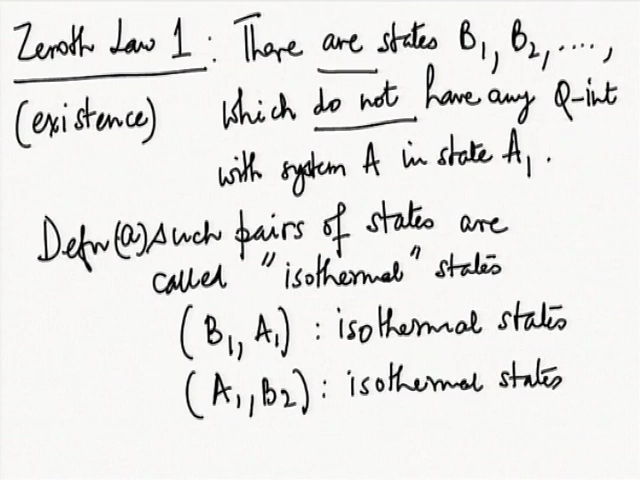 Zeroth Law 1 : There are states B1, B2, ....,
(existence) which do not have any Q-int
with system A in state A1.
Defn (a) Such pairs of states are
called "isothermal" states
(B1, A1) : isothermal states
(A1, B2) : isothermal states